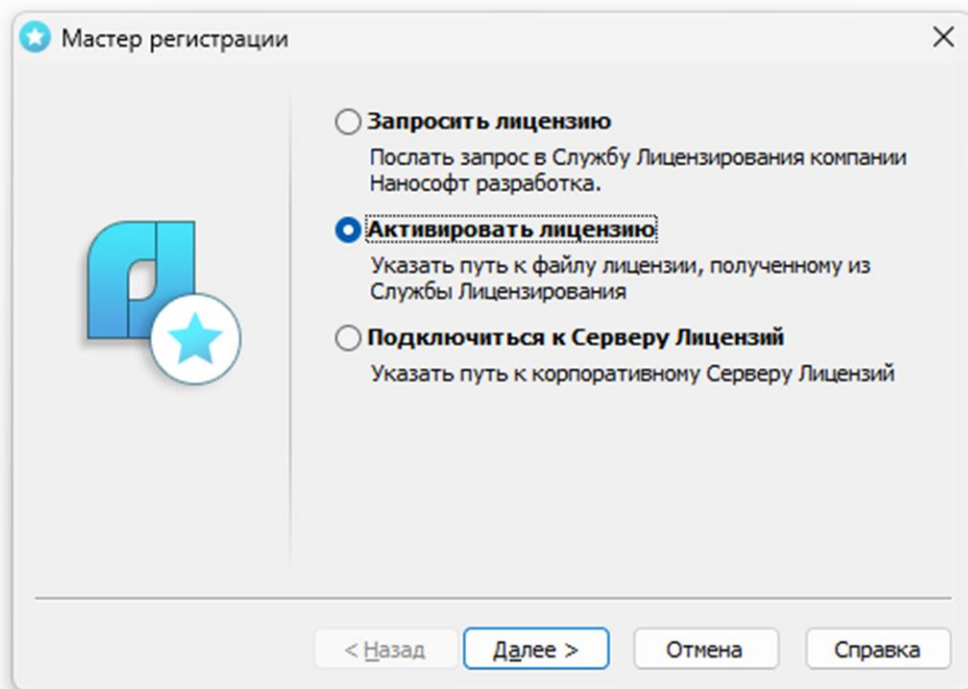 Мастер регистрации
Запросить лицензию
Послать запрос в Службу Лицензирования компании
Нанософт разработка.
Активировать лицензию
Указать путь к файлу лицензии, полученному из
Службы Лицензирования
Подключиться к Серверу Лицензий
Указать путь к корпоративному Серверу Лицензий
< Назад
Далее >
Отмена
Справка